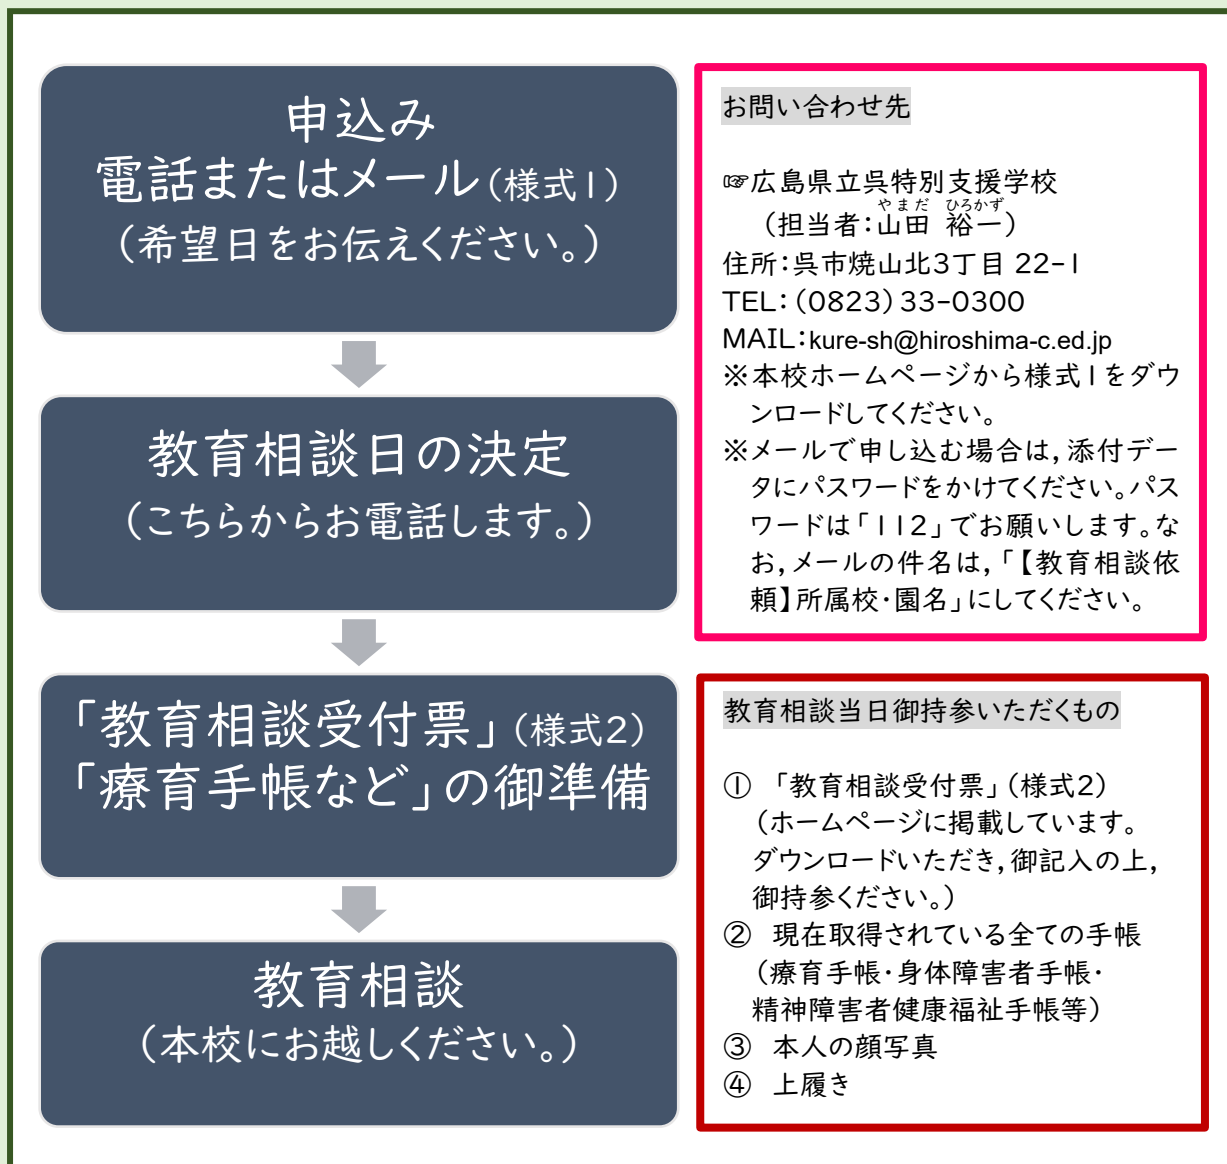 申込み
電話またはメール（様式1）
（希望日をお伝えください。）
教育相談日の決定
（こちらからお電話します。）
「教育相談受付票」（様式2）
「療育手帳など」の御準備
教育相談
（本校にお越しください。）
お問い合わせ先
☞広島県立呉特別支援学校
やまだ ひろかず
（担当者：山田 裕一）
住所：呉市焼山北3丁目 22-1
TEL：（0823）33-0300
MAIL：kure-sh@hiroshima-c.ed.jp
※本校ホームページから様式1をダウ
ンロードしてください。
※メールで申し込む場合は，添付デー
タにパスワードをかけてください。パス
ワードは「112」でお願いします。な
お，メールの件名は，「【教育相談依
頼】所属校・園名」にしてください。
教育相談当日御持参いただくもの
① 「教育相談受付票」（様式2）
（ホームページに掲載しています。
ダウンロードいただき，御記入の上，
御持参ください。）
② 現在取得されている全ての手帳
（療育手帳・身体障害者手帳・
精神障害者健康福祉手帳等）
③ 本人の顔写真
④ 上履き